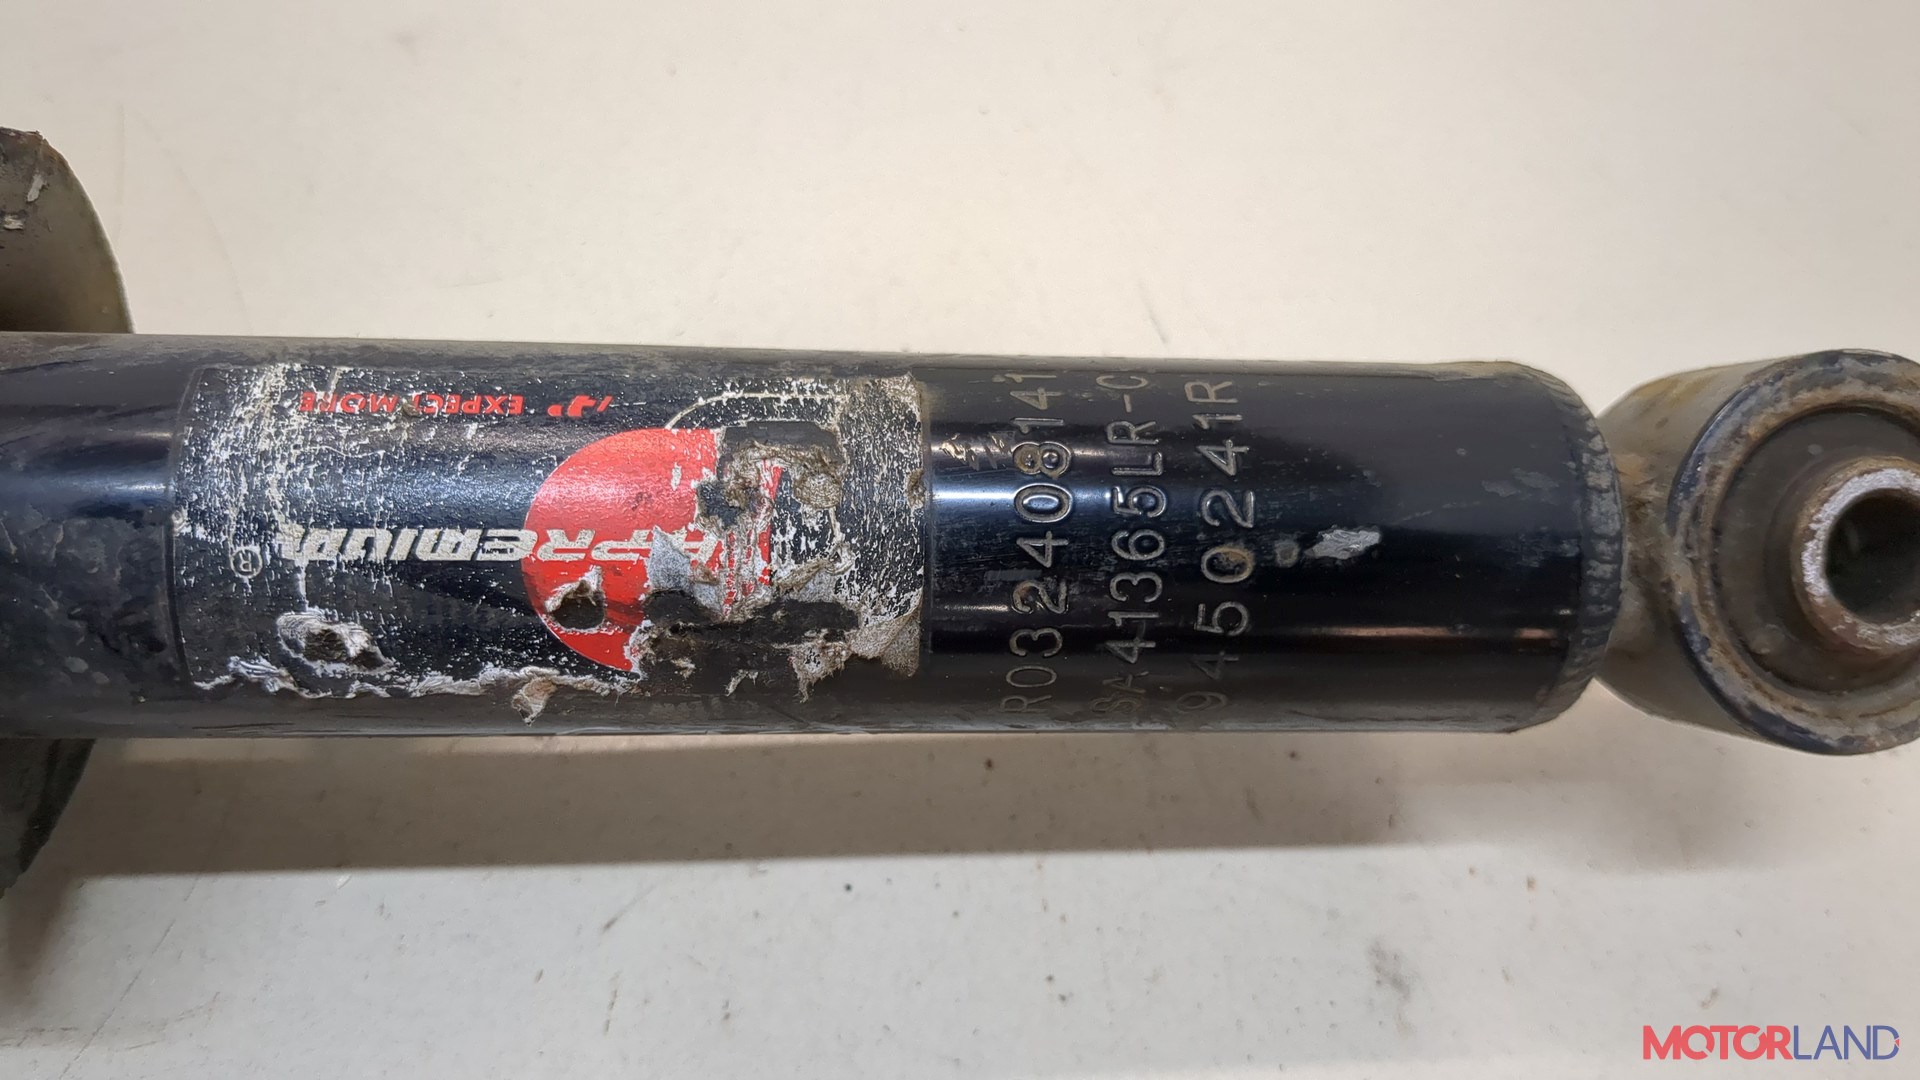 EXPECT MORE
PREMIUM
®
R032408141
SA41365LR-C
9450241R
MOTORLAND